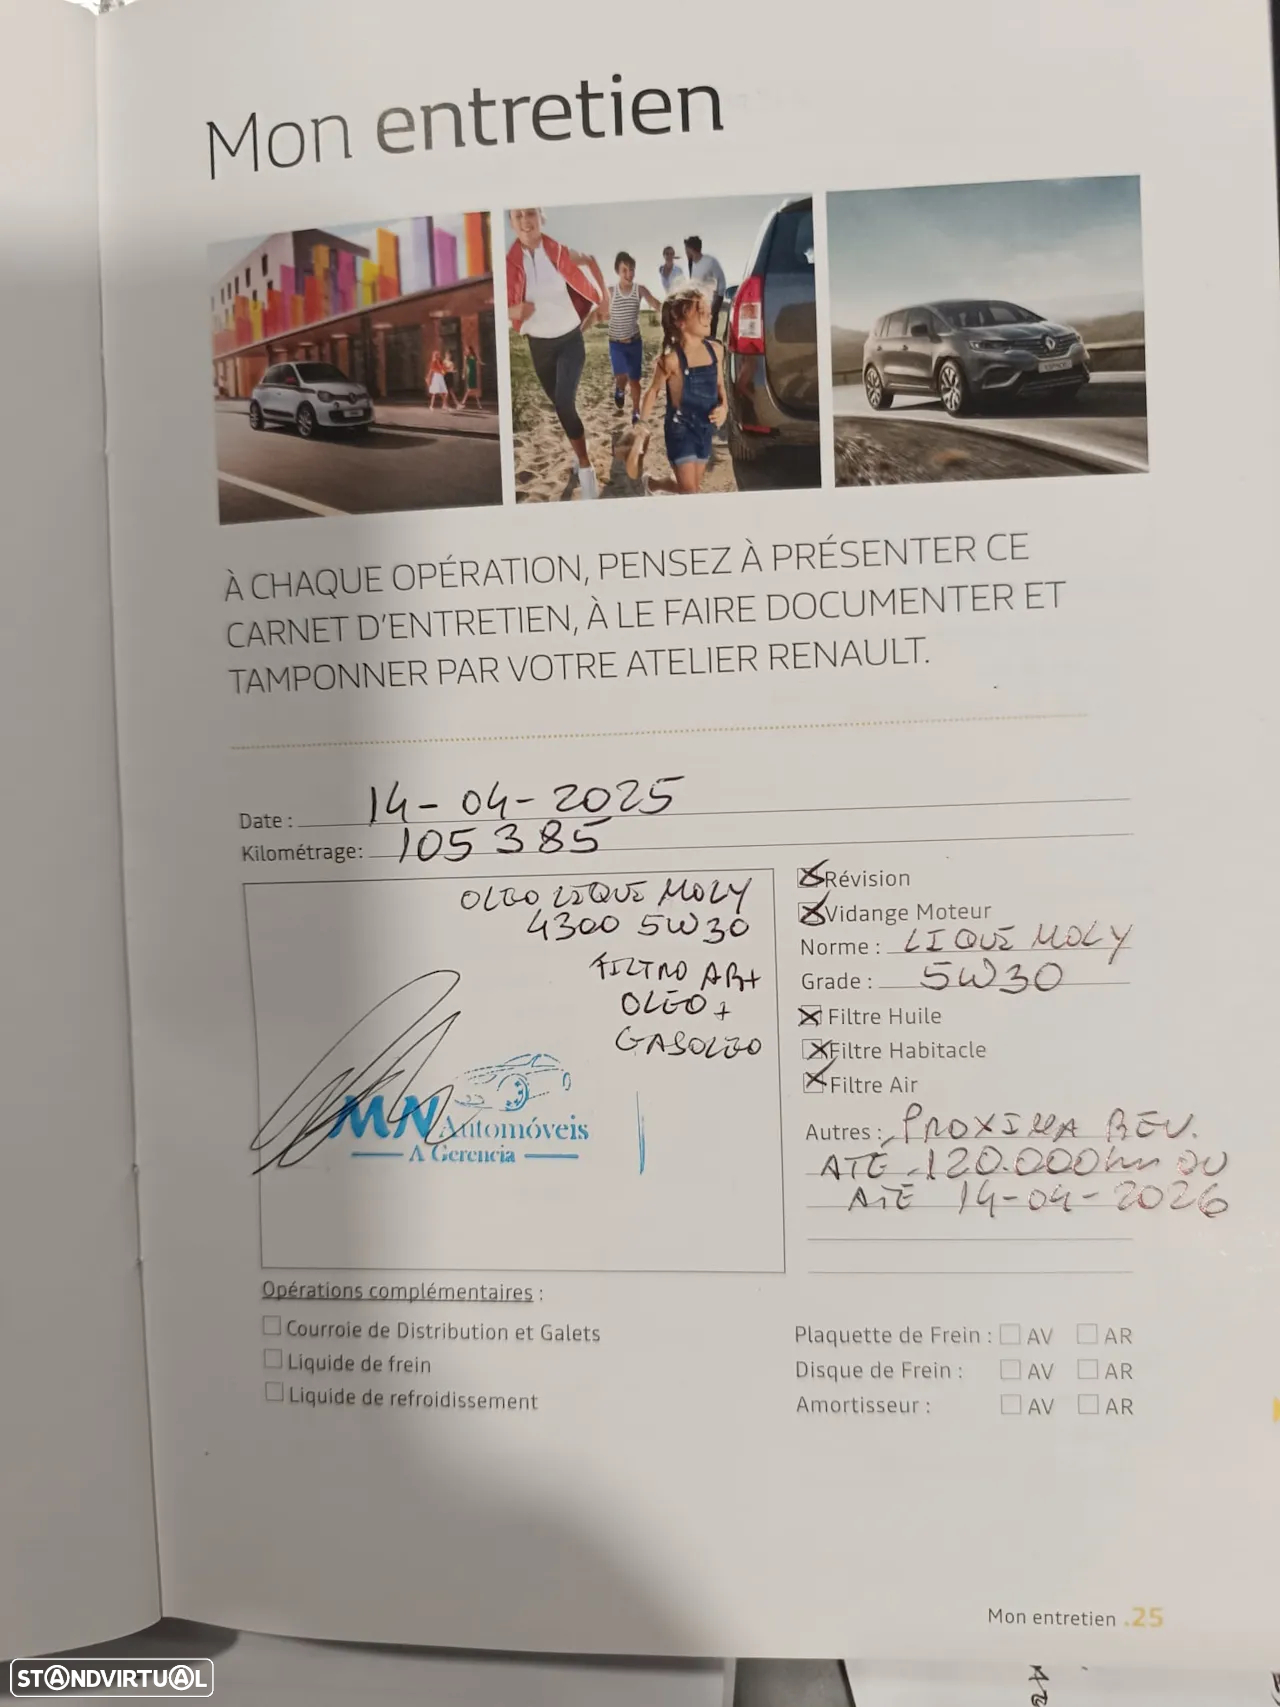 Mon entretien
À CHAQUE OPÉRATION, PENSEZ À PRÉSENTER CE
CARNET D'ENTRETIEN, À LE FAIRE DOCUMENTER ET
TAMPONNER PAR VOTRE ATELIER RENAULT.
Date : 14-04-2025
Kilométrage: 105385
OLEO LIQUI MOLY
4300 5W30
FILTRO AR+
OLEO +
GASOLEO
MN Automóveis
A Gerencia
Révision
Vidange Moteur
Norme : LIQUI MOLY
Grade : 5W30
Filtre Huile
Filtre Habitacle
Filtre Air
Autres : PROXIMA REV.
ATÉ 120.000km OU
ATÉ 14-04-2026
Opérations complémentaires :
Courroie de Distribution et Galets
Liquide de frein
Liquide de refroidissement
Plaquette de Frein : AV AR
Disque de Frein : AV AR
Amortisseur : AV AR
Mon entretien .25
STANDVIRTUAL